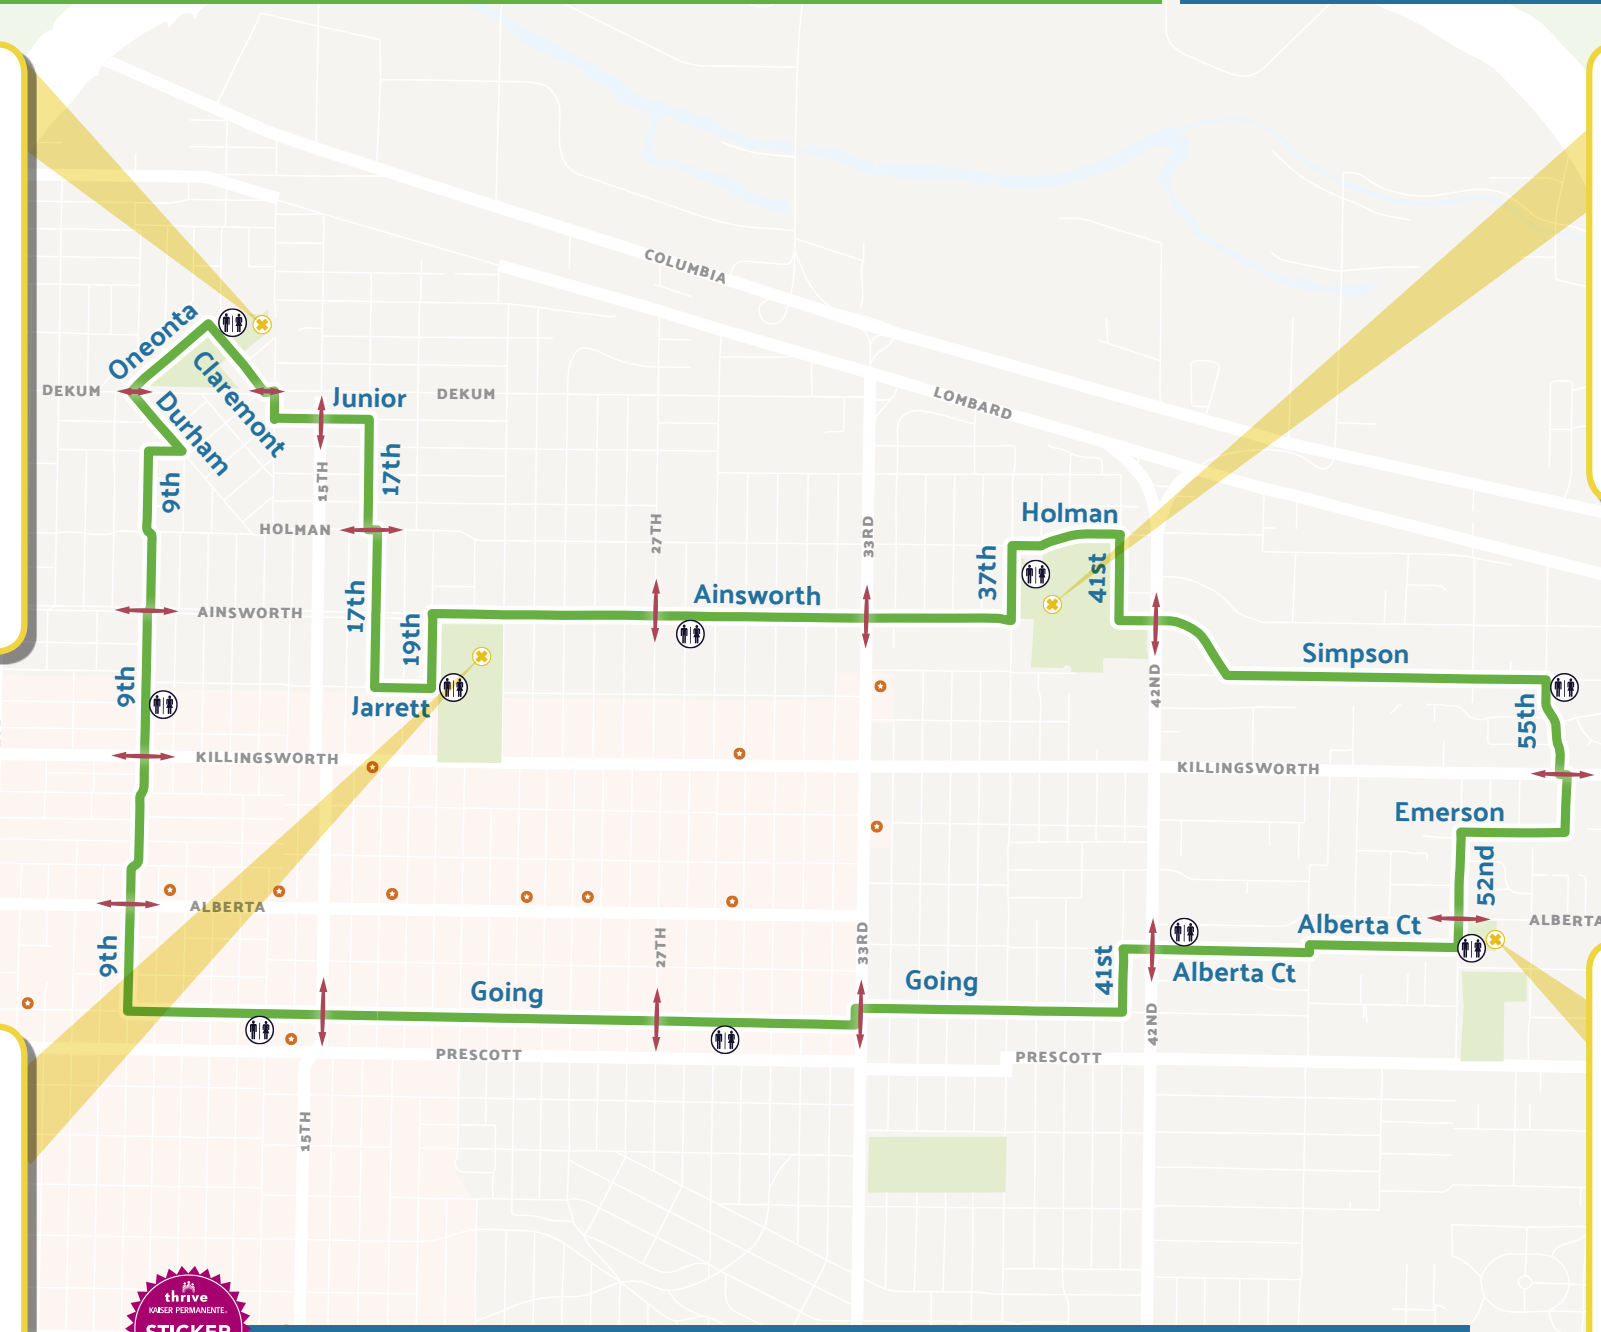 COLUMBIA
Oneonta
DEKUM
Claremont
Junior
DEKUM
LOMBARD
Durham
17th
15TH
9th
HOLMAN
27TH
33RD
Holman
37th
41st
17th
Ainsworth
AINSWORTH
19th
Simpson
9th
Jarrett
42ND
55th
KILLINGSWORTH
KILLINGSWORTH
Emerson
52nd
ALBERTA
Alberta Ct
ALBERTA
9th
27TH
33RD
41st
Alberta Ct
Going
Going
42ND
PRESCOTT
PRESCOTT
15TH
thrive
KAISER PERMANENTE.
STICKER